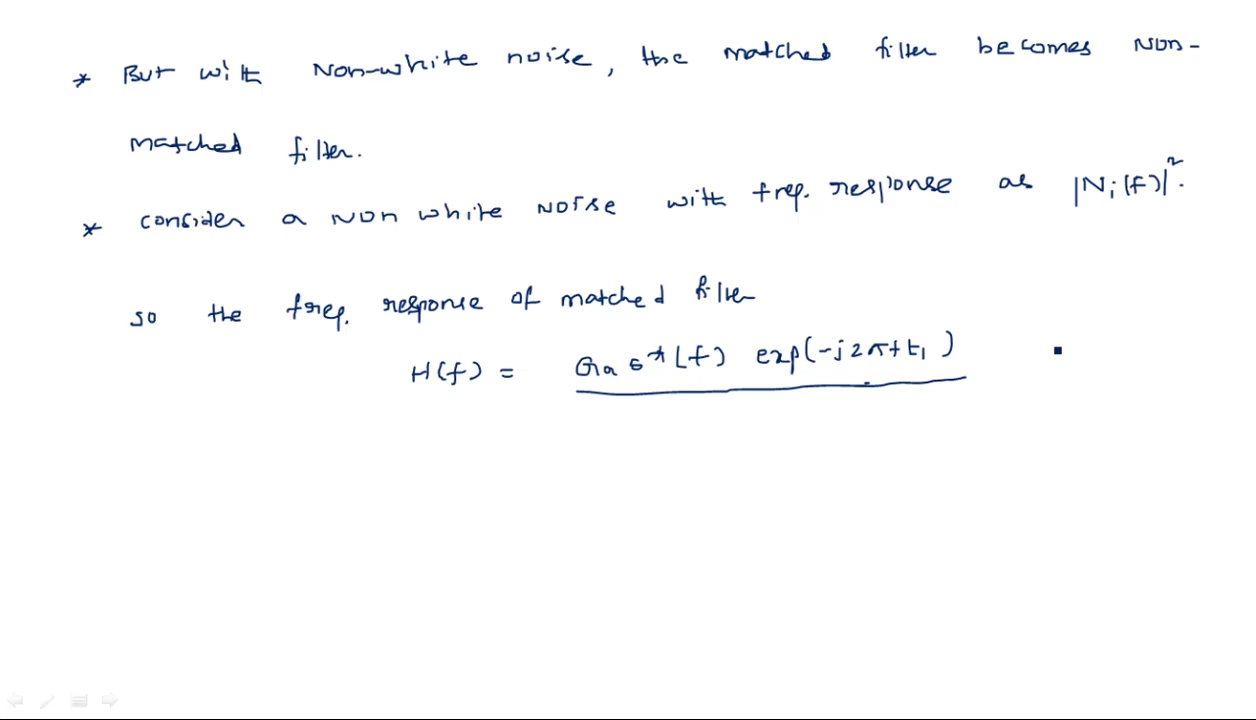 * But with Non-white noise, the matched filter becomes Non-
matched filter.
* consider a Non white Noise with freq. response as |Ni(f)|².
so the freq. response of matched filter
H(f) = Ga S*(f) exp(-j2πft₁)